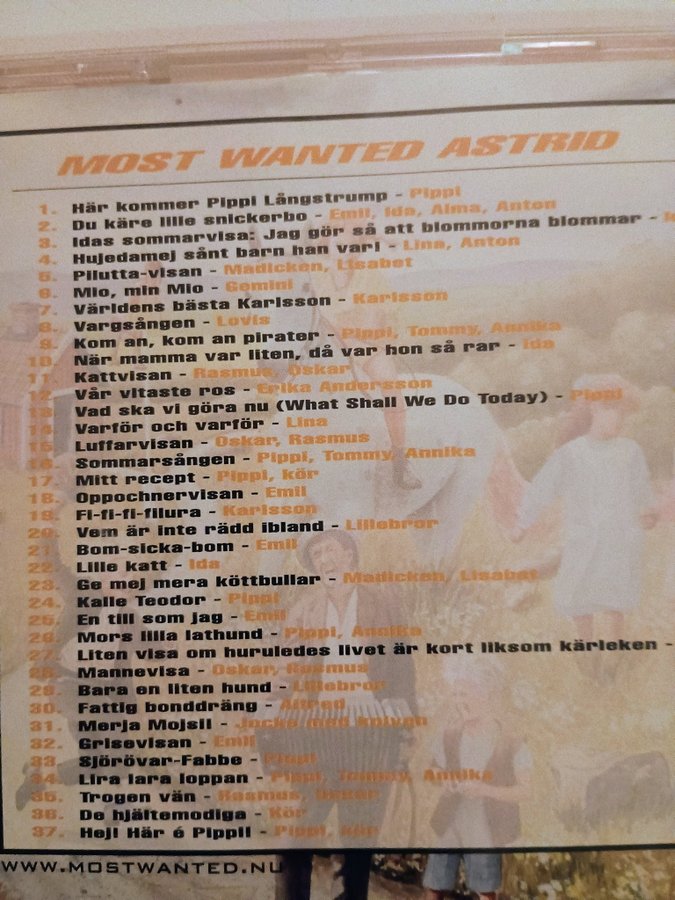 MOST WANTED ASTRID
1. Här kommer Pippi Långstrump - Pippi
2. Du käre lille snickerbo - Emil, Ida, Alma, Anton
3. Idas sommarvisa: Jag gör så att blommorna blommar -
4. Hujedamej sånt barn han var! - Lina, Anton
5. Pilutta-visan - Madicken, Lisabet
6. Mio, min Mio - Gemini
7. Världens bästa Karlsson - Karlsson
8. Vargsången - Lovis
9. Kom an, kom an pirater - Pippi, Tommy, Annika
10. När mamma var liten, då var hon så rar - Ida
11. Kattvisan - Rasmus, Oskar
12. Vår vitaste ros - Erika Andersson
13. Vad ska vi göra nu (What Shall We Do Today) - Pippi
14. Varför och varför - Lina
15. Luffarvisan - Oskar, Rasmus
16. Sommarsången - Pippi, Tommy, Annika
17. Mitt recept - Pippi, kör
18. Oppochnervisan - Emil
19. Fi-fi-fi-filura - Karlsson
20. Vem är inte rädd ibland - Lillebror
21. Bom-sicka-bom - Emil
22. Lille katt - Ida
23. Ge mej mera köttbullar - Madicken, Lisabet
24. Kalle Teodor - Pippi
25. En till som jag - Emil
26. Mors lilla lathund - Pippi, Annika
27. Liten visa om huruledes livet är kort liksom kärleken -
28. Mannevisa - Oskar, Rasmus
29. Bara en liten hund - Lillebror
30. Fattig bonddräng - Alfred
31. Merja Mojsil - Jocke med kniven
32. Grisevisan - Emil
33. Sjörövar-Fabbe - Pippi
34. Lira lara loppan - Pippi, Tommy, Annika
35. Trogen vän - Rasmus, Oskar
36. De hjältemodiga - Kör
37. Hej! Här é Pippi! - Pippi, kör
WWW.MOSTWANTED.NU